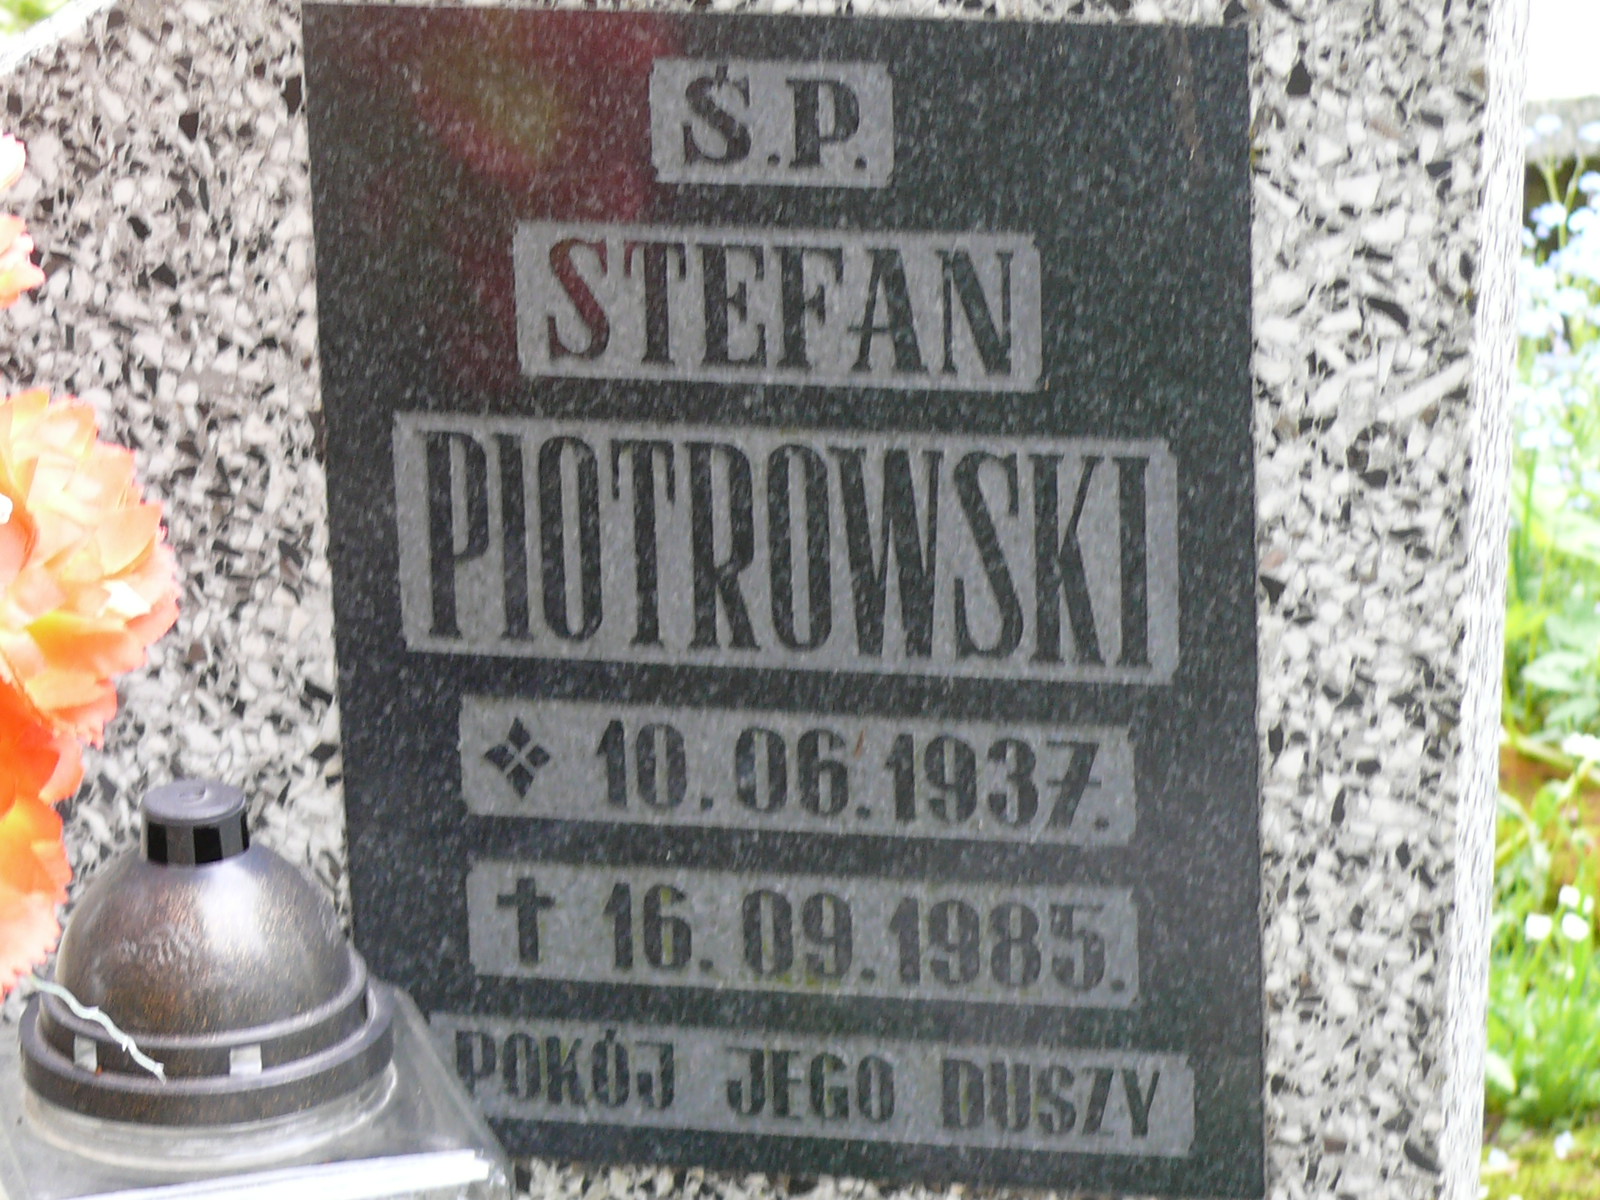 Ś.P.
STEFAN
PIOTROWSKI
10.06.1937.
✝ 16.09.1985.
POKÓJ JEGO DUSZY